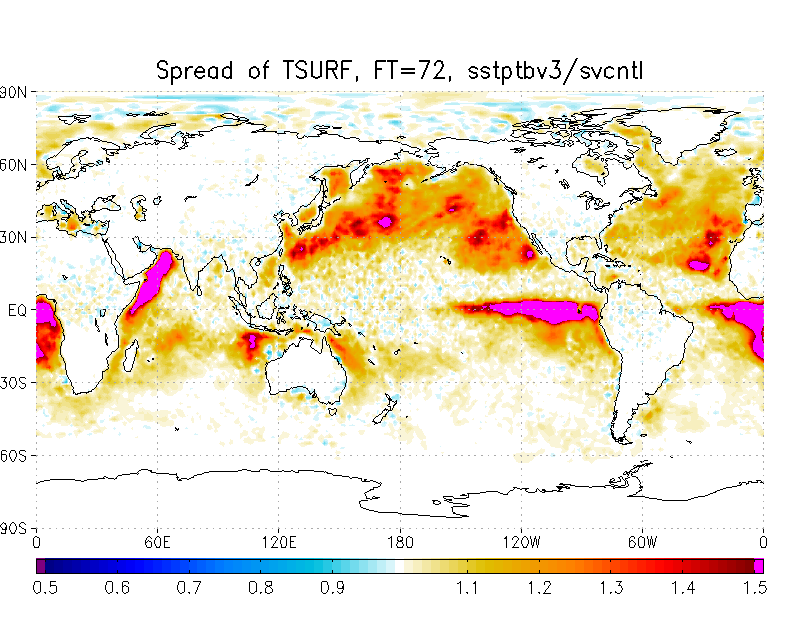 Spread of TSURF, FT=72, sstptbv3/svcntl
90N
60N
30N
EQ
30S
60S
90S
0 60E 120E 180 120W 60W 0
0.5 0.6 0.7 0.8 0.9 1.1 1.2 1.3 1.4 1.5